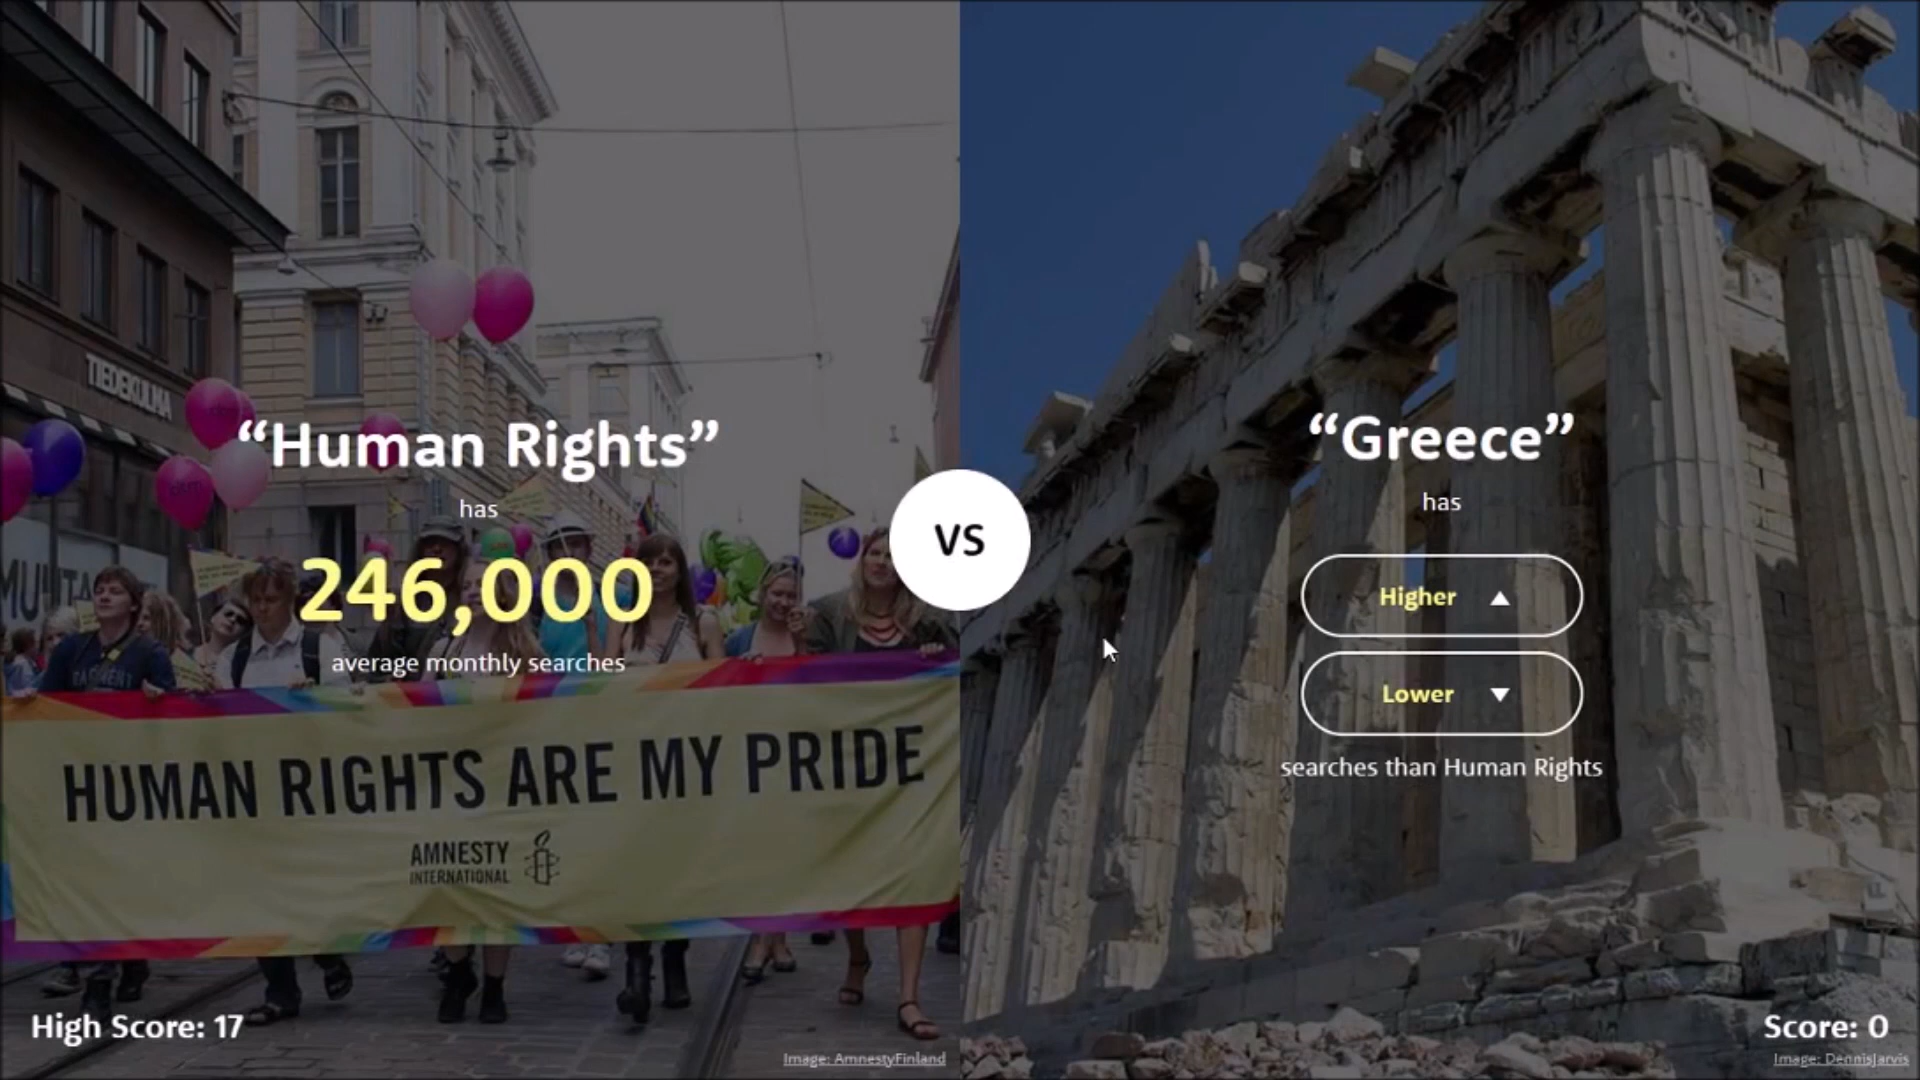 TIEDEKULMA
“Human Rights”
has
246,000
average monthly searches
HUMAN RIGHTS ARE MY PRIDE
AMNESTY
INTERNATIONAL
High Score: 17
Image: AmnestyFinland
VS
“Greece”
has
Higher
Lower
searches than Human Rights
Score: 0
Image: DennisJarvis